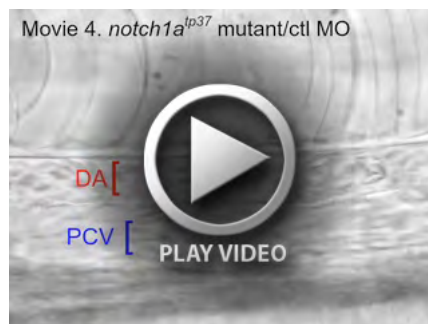 Movie 4. notch1a^tp37 mutant/ctl MO
DA [
PCV [
PLAY VIDEO